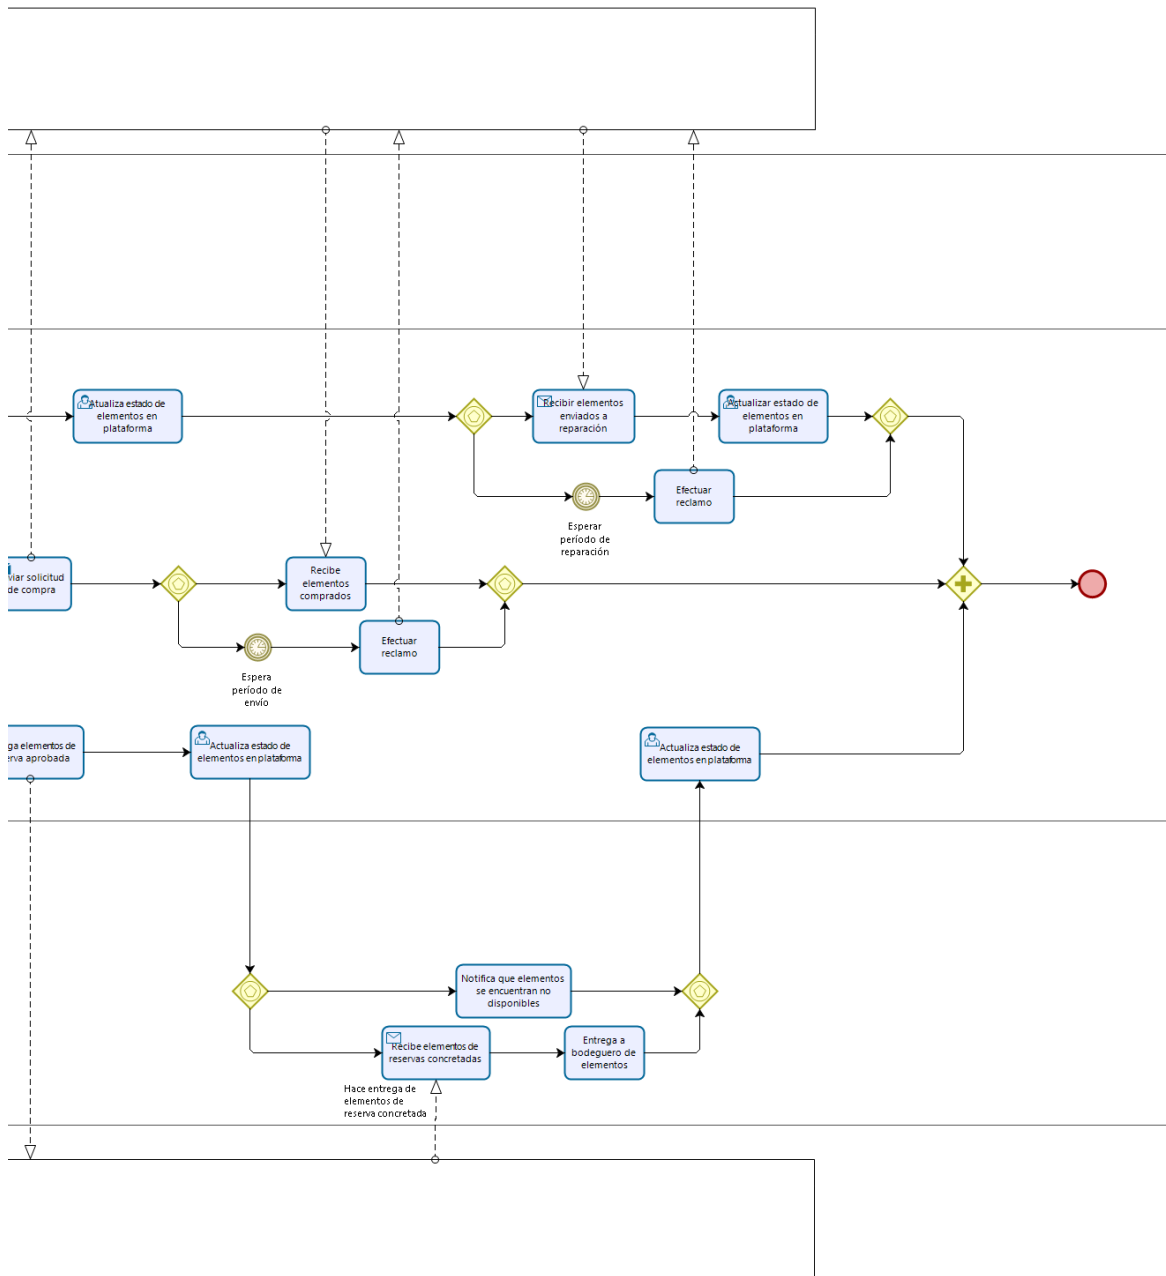 Atualiza estado de
elementos en
plataforma
Recibir elementos
enviados a
reparación
Actualizar estado de
elementos en
plataforma
Efectuar
reclamo
Esperar
período de
reparación
viar solicitud
de compra
Recibe
elementos
comprados
Efectuar
reclamo
Espera
período de
envío
ga elementos de
erva aprobada
Actualiza estado de
elementos en plataforma
Actualiza estado de
elementos en plataforma
Notifica que elementos
se encuentran no
disponibles
Recibe elementos de
reservas concretadas
Entrega a
bodeguero de
elementos
Hace entrega de
elementos de
reserva concretada